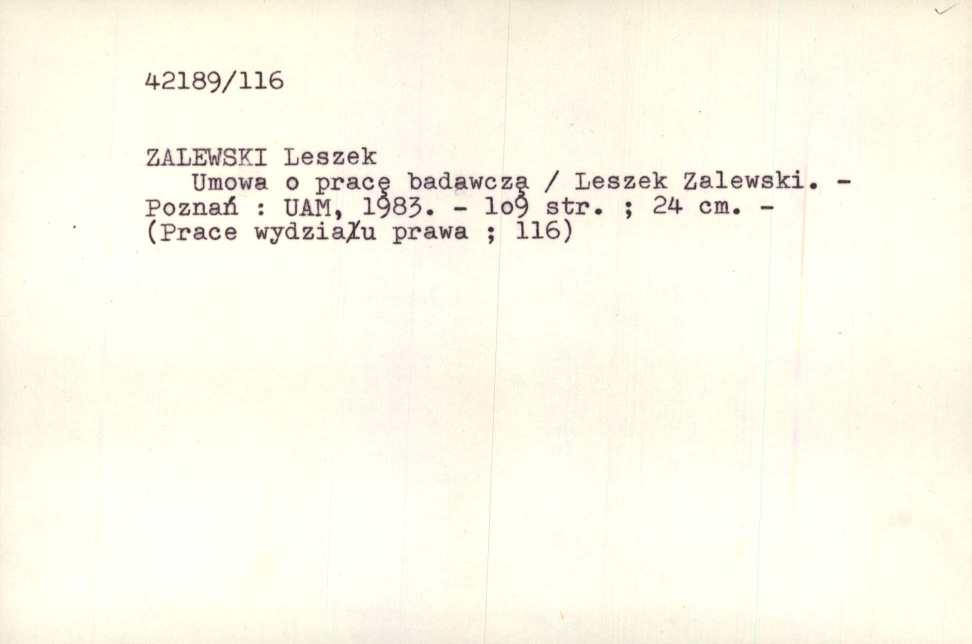 42189/116
ZALEWSKI Leszek
Umowa o pracę badawczą / Leszek Zalewski. -
Poznań : UAM, 1983. - 1o9 str. ; 24 cm. -
(Prace wydziału prawa ; 116)